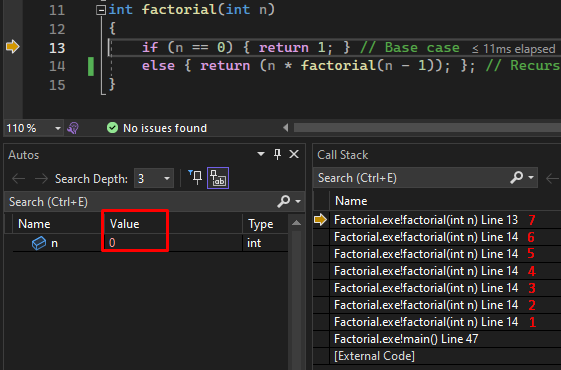 11 int factorial(int n)
12 {
13 if (n == 0) { return 1; } // Base case ≤ 11ms elapsed
14 else { return (n * factorial(n - 1)); }; // Recurs
15 }
110 % No issues found
Autos
Search Depth: 3
Search (Ctrl+E)
Name Value Type
n 0 int
Call Stack
Search (Ctrl+E)
Name
Factorial.exe!factorial(int n) Line 13 7
Factorial.exe!factorial(int n) Line 14 6
Factorial.exe!factorial(int n) Line 14 5
Factorial.exe!factorial(int n) Line 14 4
Factorial.exe!factorial(int n) Line 14 3
Factorial.exe!factorial(int n) Line 14 2
Factorial.exe!factorial(int n) Line 14 1
Factorial.exe!main() Line 47
[External Code]